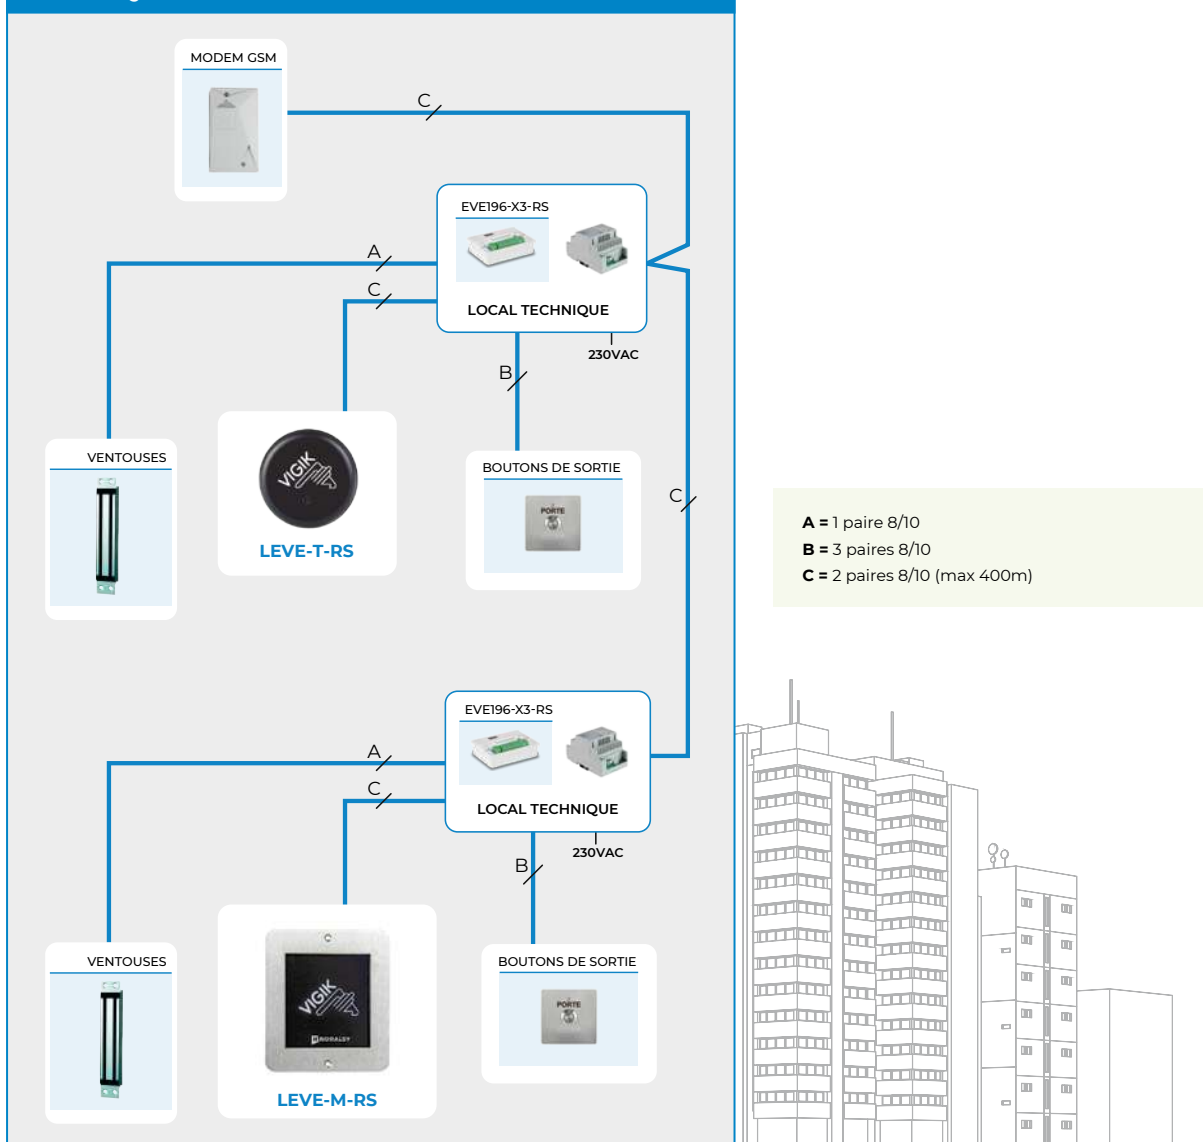 MODEM GSM
C
EVE196-X3-RS
A
C
LOCAL TECHNIQUE
230VAC
B
VENTOUSES
VIGIK
LEVE-T-RS
BOUTONS DE SORTIE
PORTE
C
A = 1 paire 8/10
B = 3 paires 8/10
C = 2 paires 8/10 (max 400m)
EVE196-X3-RS
A
C
LOCAL TECHNIQUE
230VAC
B
VENTOUSES
VIGIK
NORALSY
LEVE-M-RS
BOUTONS DE SORTIE
PORTE